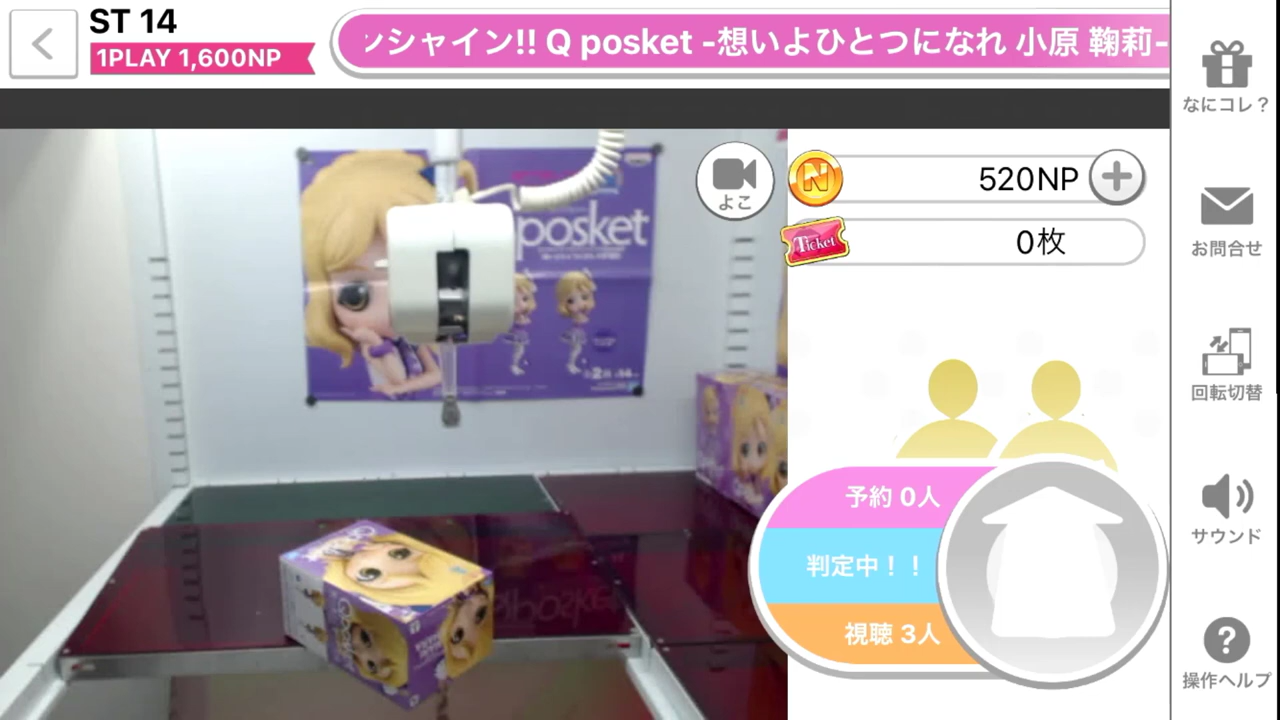 ST 14
1PLAY 1,600NP
ンシャイン!! Q posket -想いよひとつになれ 小原 鞠莉-
なにコレ？
よこ
520NP
Ticket
0枚
お問合せ
posket
回転切替
予約 0人
判定中！！
視聴 3人
サウンド
操作ヘルプ